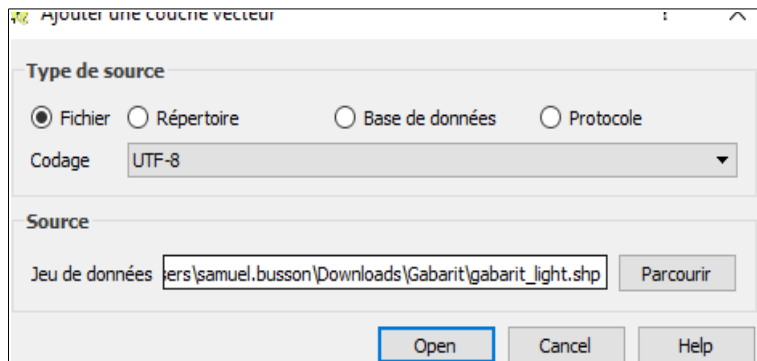 Ajouter une couche vecteur
Type de source
Fichier Répertoire Base de données Protocole
Codage UTF-8
Source
Jeu de données sers\samuel.busson\Downloads\Gabarit\gabarit_light.shp Parcourir
Open Cancel Help